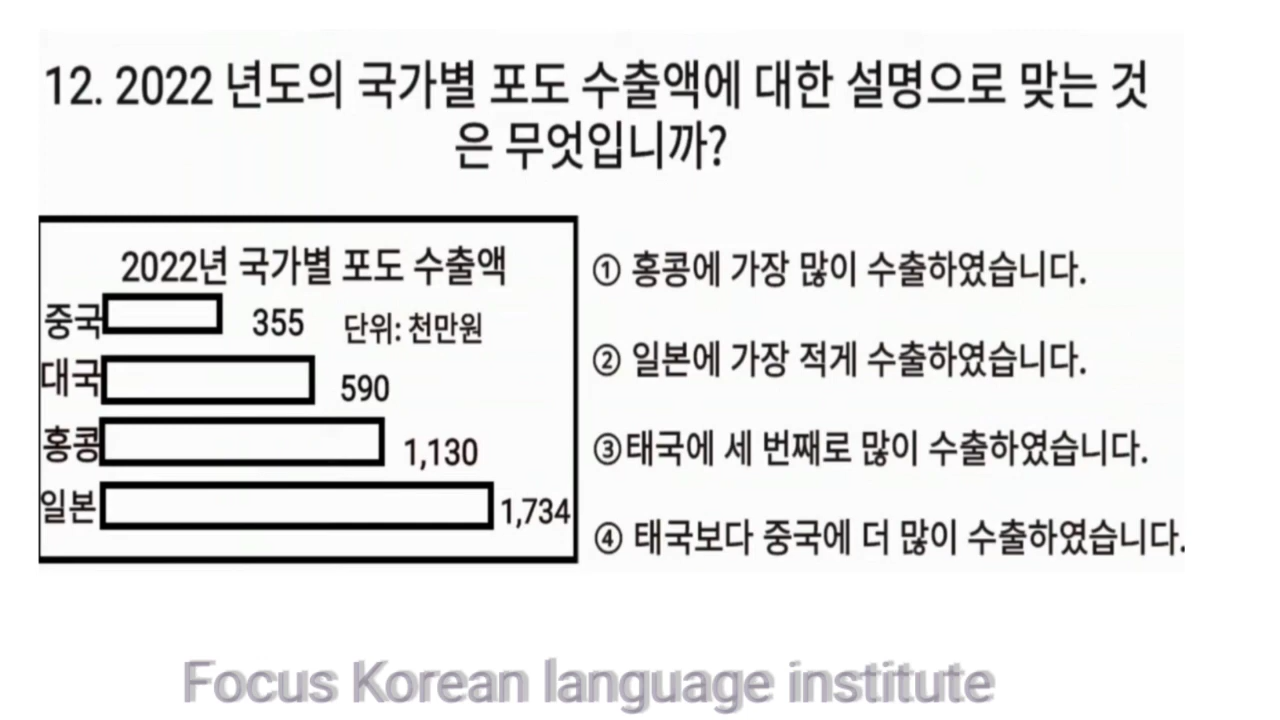 12. 2022 년도의 국가별 포도 수출액에 대한 설명으로 맞는 것
은 무엇입니까?
2022년 국가별 포도 수출액
중국 355 단위: 천만원
대국 590
홍콩 1,130
일본 1,734
① 홍콩에 가장 많이 수출하였습니다.
② 일본에 가장 적게 수출하였습니다.
③태국에 세 번째로 많이 수출하였습니다.
④ 태국보다 중국에 더 많이 수출하였습니다.
Focus Korean language institute